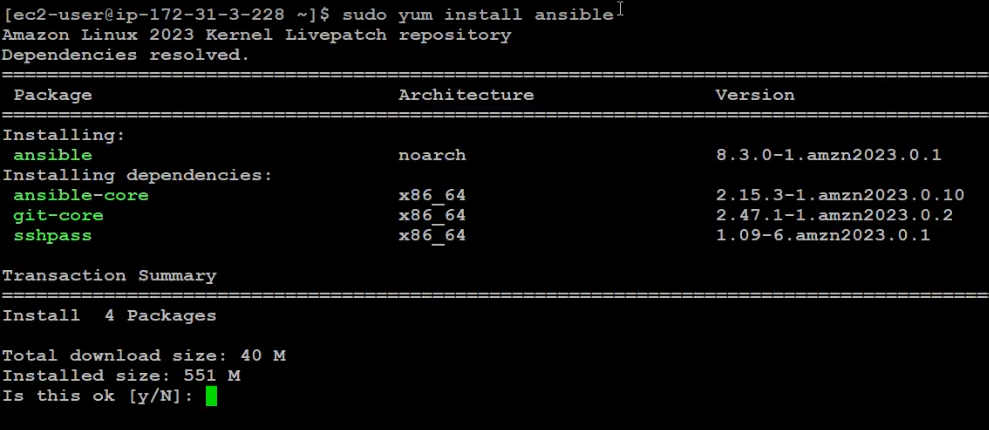 [ec2-user@ip-172-31-3-228 ~]$ sudo yum install ansible
Amazon Linux 2023 Kernel Livepatch repository
Dependencies resolved.
================================================================================
Package Architecture Version
================================================================================
Installing:
ansible noarch 8.3.0-1.amzn2023.0.1
Installing dependencies:
ansible-core x86_64 2.15.3-1.amzn2023.0.10
git-core x86_64 2.47.1-1.amzn2023.0.2
sshpass x86_64 1.09-6.amzn2023.0.1
Transaction Summary
================================================================================
Install 4 Packages
Total download size: 40 M
Installed size: 551 M
Is this ok [y/N]: